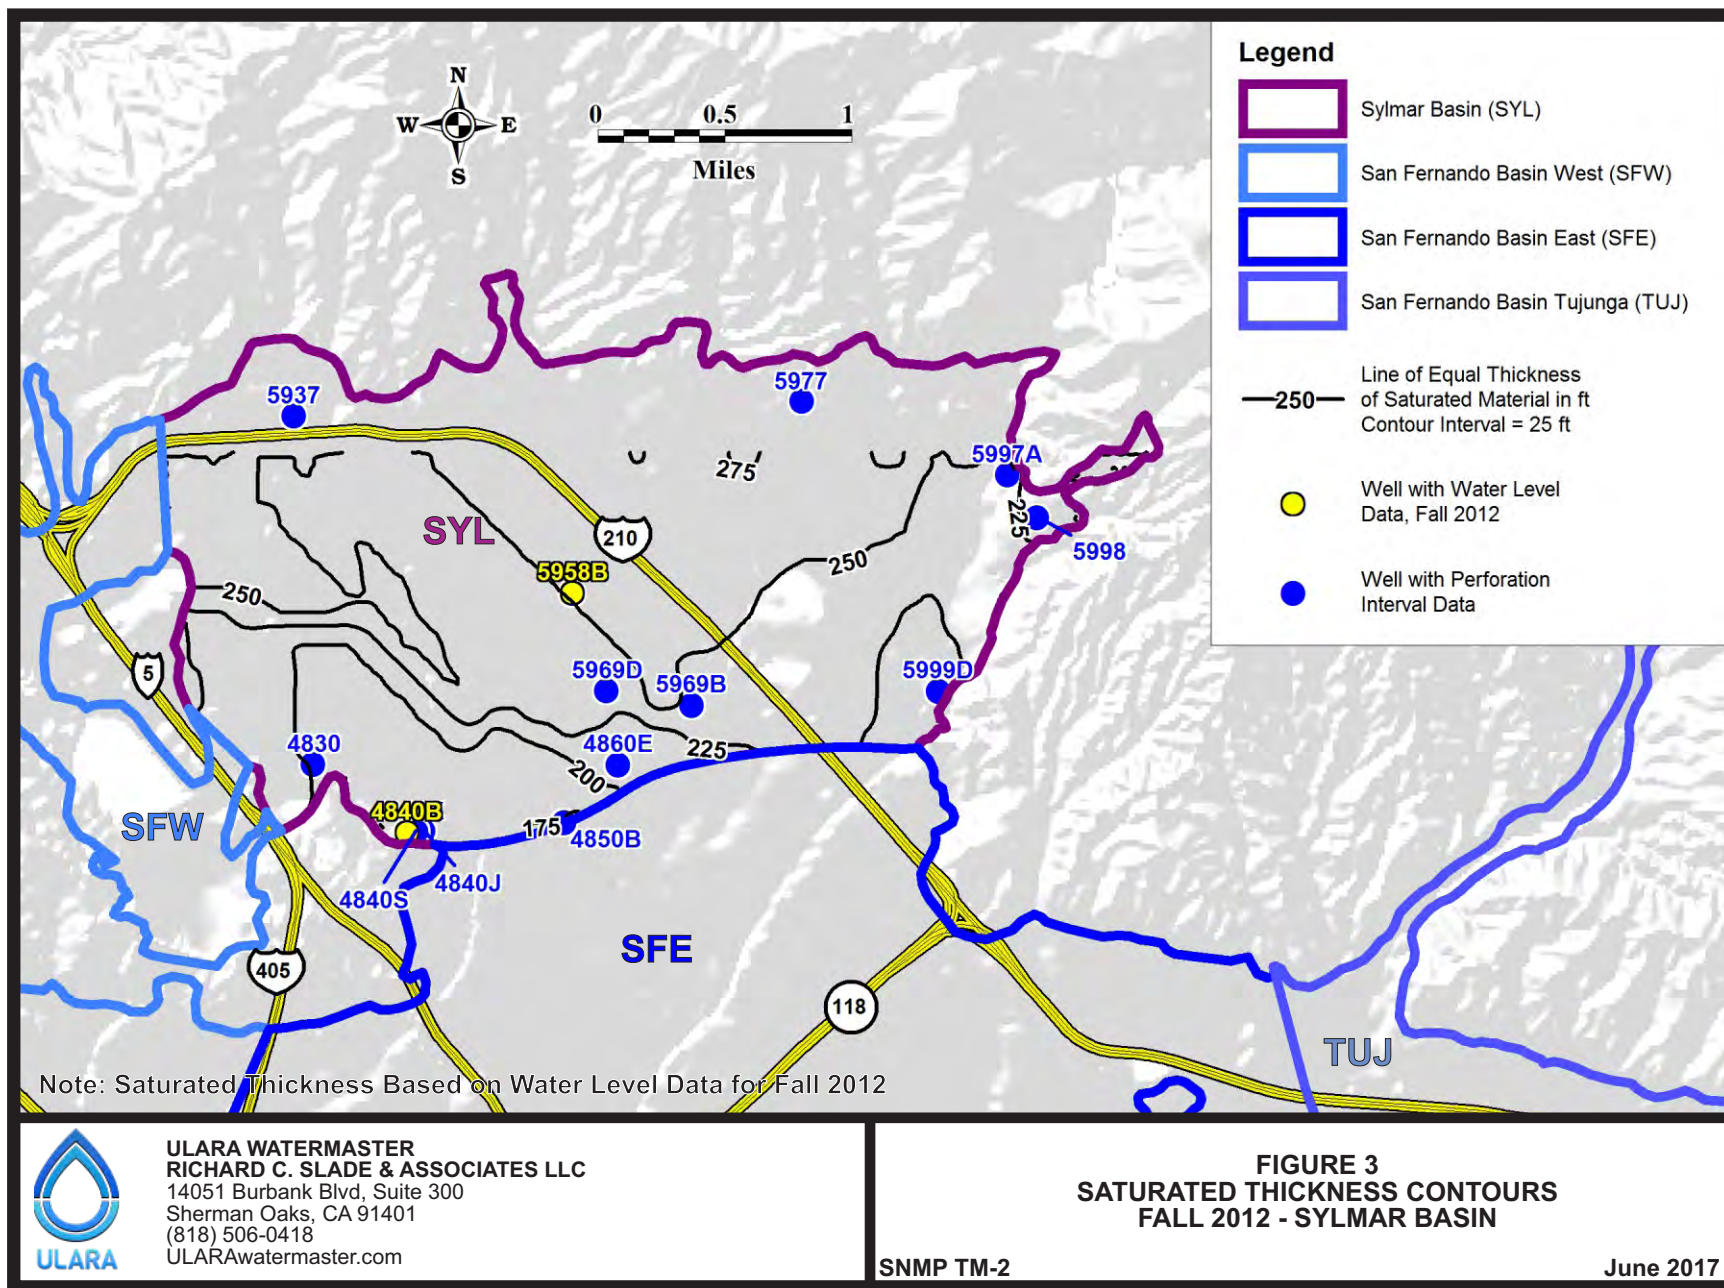 N
W E
S
0 0.5 1
Miles
Legend
Sylmar Basin (SYL)
San Fernando Basin West (SFW)
San Fernando Basin East (SFE)
San Fernando Basin Tujunga (TUJ)
250
Line of Equal Thickness
of Saturated Material in ft
Contour Interval = 25 ft
Well with Water Level
Data, Fall 2012
Well with Perforation
Interval Data
5937
5977
5997A
275
225
SYL
210
5998
250
5958B
250
5
5969D
5969B
5999D
4830
4860E
225
200
SFW
4840B
175
4850B
4840J
4840S
SFE
405
118
TUJ
Note: Saturated Thickness Based on Water Level Data for Fall 2012
ULARA
ULARA WATERMASTER
RICHARD C. SLADE & ASSOCIATES LLC
14051 Burbank Blvd, Suite 300
Sherman Oaks, CA 91401
(818) 506-0418
ULARAwatermaster.com
FIGURE 3
SATURATED THICKNESS CONTOURS
FALL 2012 - SYLMAR BASIN
SNMP TM-2
June 2017